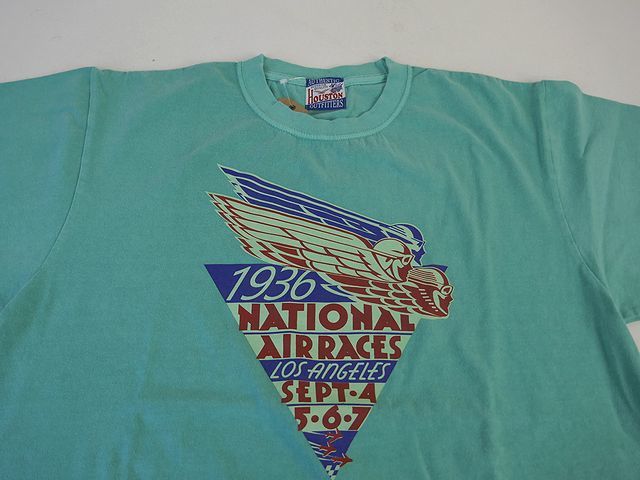 AUTHENTIC
HOUSTON
OUTFITTERS
1936
NATIONAL
AIR RACES
LOS ANGELES
SEPT·4
5·6·7